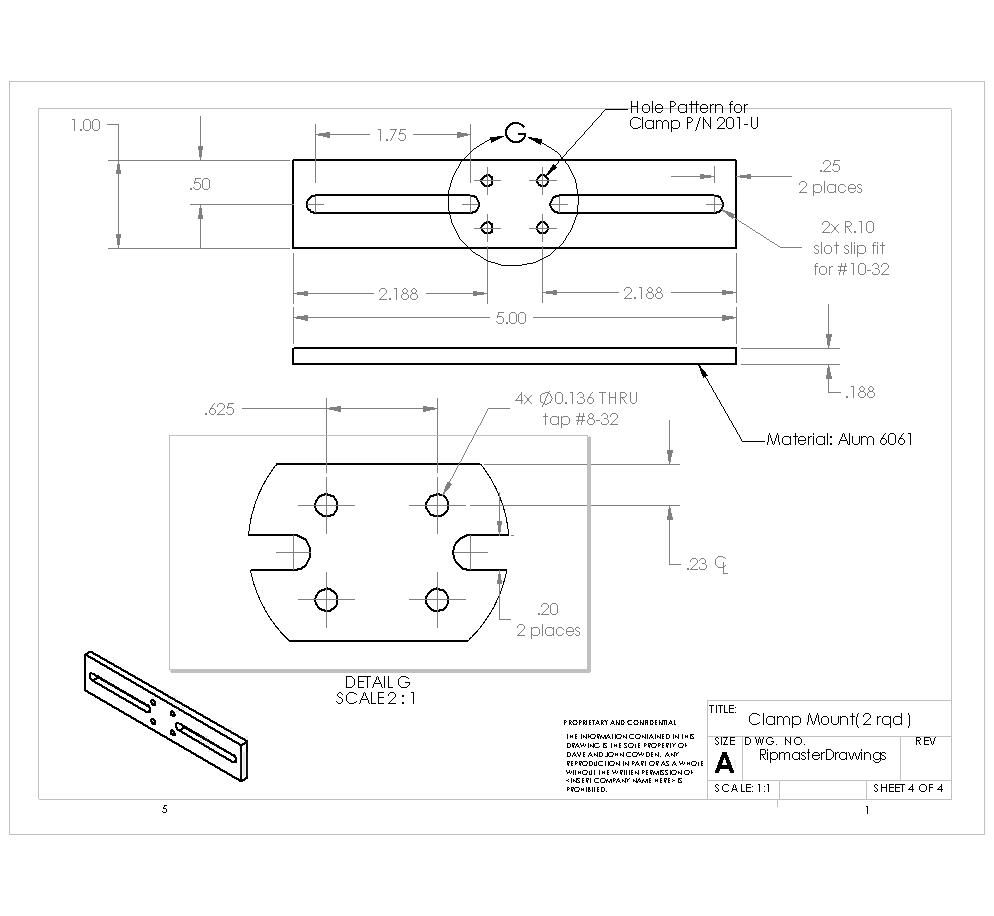 Hole Pattern for
Clamp P/N 201-U
1.00
1.75
G
.50
.25
2 places
2x R.10
slot slip fit
for #10-32
2.188
2.188
5.00
.188
.625
4x Ø0.136 THRU
tap #8-32
Material: Alum 6061
.23 ℄
.20
2 places
DETAIL G
SCALE 2 : 1
PROPRIETARY AND CONFIDENTIAL
THE INFORMATION CONTAINED IN THIS
DRAWING IS THE SOLE PROPERTY OF
DAVE AND JOHN COWDEN. ANY
REPRODUCTION IN PART OR AS A WHOLE
WITHOUT THE WRITTEN PERMISSION OF
<INSERT COMPANY NAME HERE> IS
PROHIBITED.
TITLE:
Clamp Mount( 2 rqd )
SIZE
A
DWG. NO.
RipmasterDrawings
REV
SCALE: 1:1
SHEET 4 OF 4
5
1